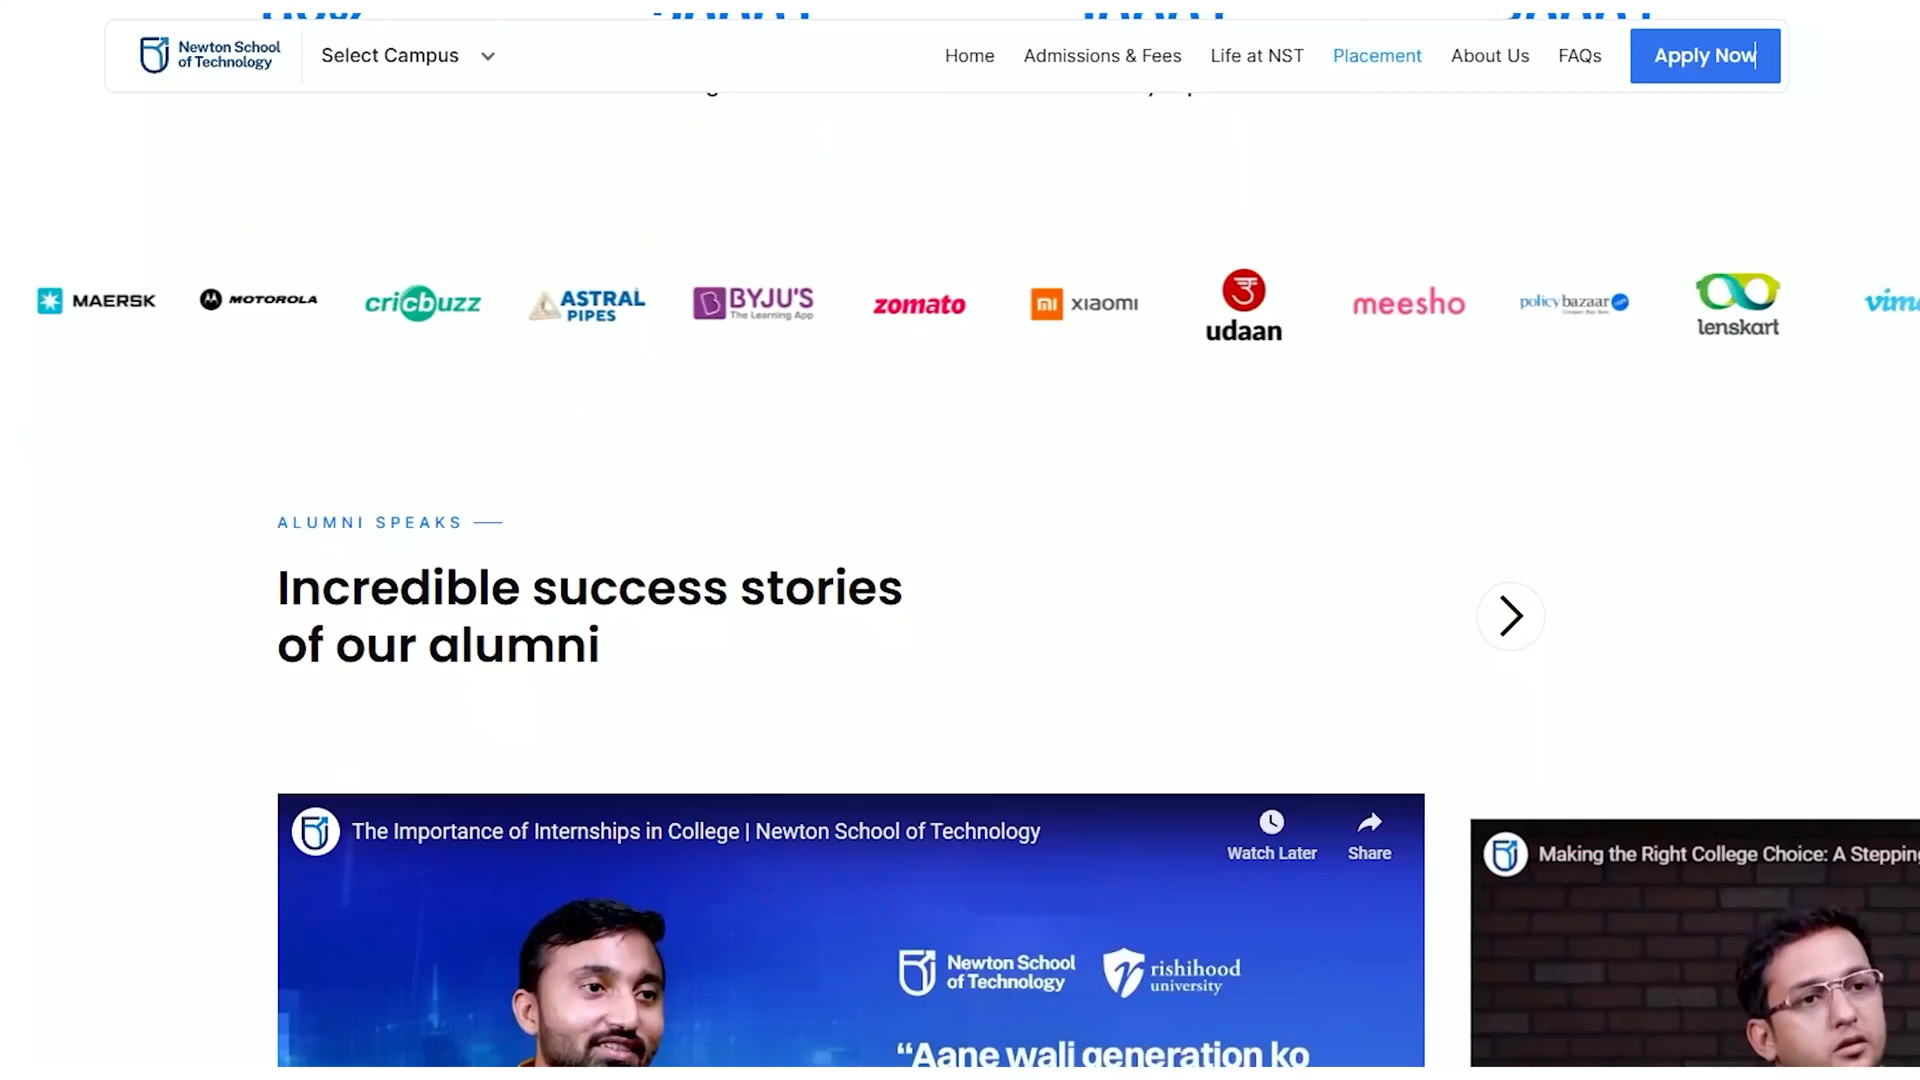 Newton School
of Technology
Select Campus
Home
Admissions & Fees
Life at NST
Placement
About Us
FAQs
Apply Now
MAERSK
MOTOROLA
cricbuzz
ASTRAL
PIPES
BYJU'S
The Learning App
zomato
xiaomi
udaan
meesho
policybazaar
lenskart
ALUMNI SPEAKS
Incredible success stories
of our alumni
The Importance of Internships in College | Newton School of Technology
Watch Later
Share
Newton School
of Technology
rishihood
university
“Aane wali generation ko
Making the Right College Choice: A Stepping